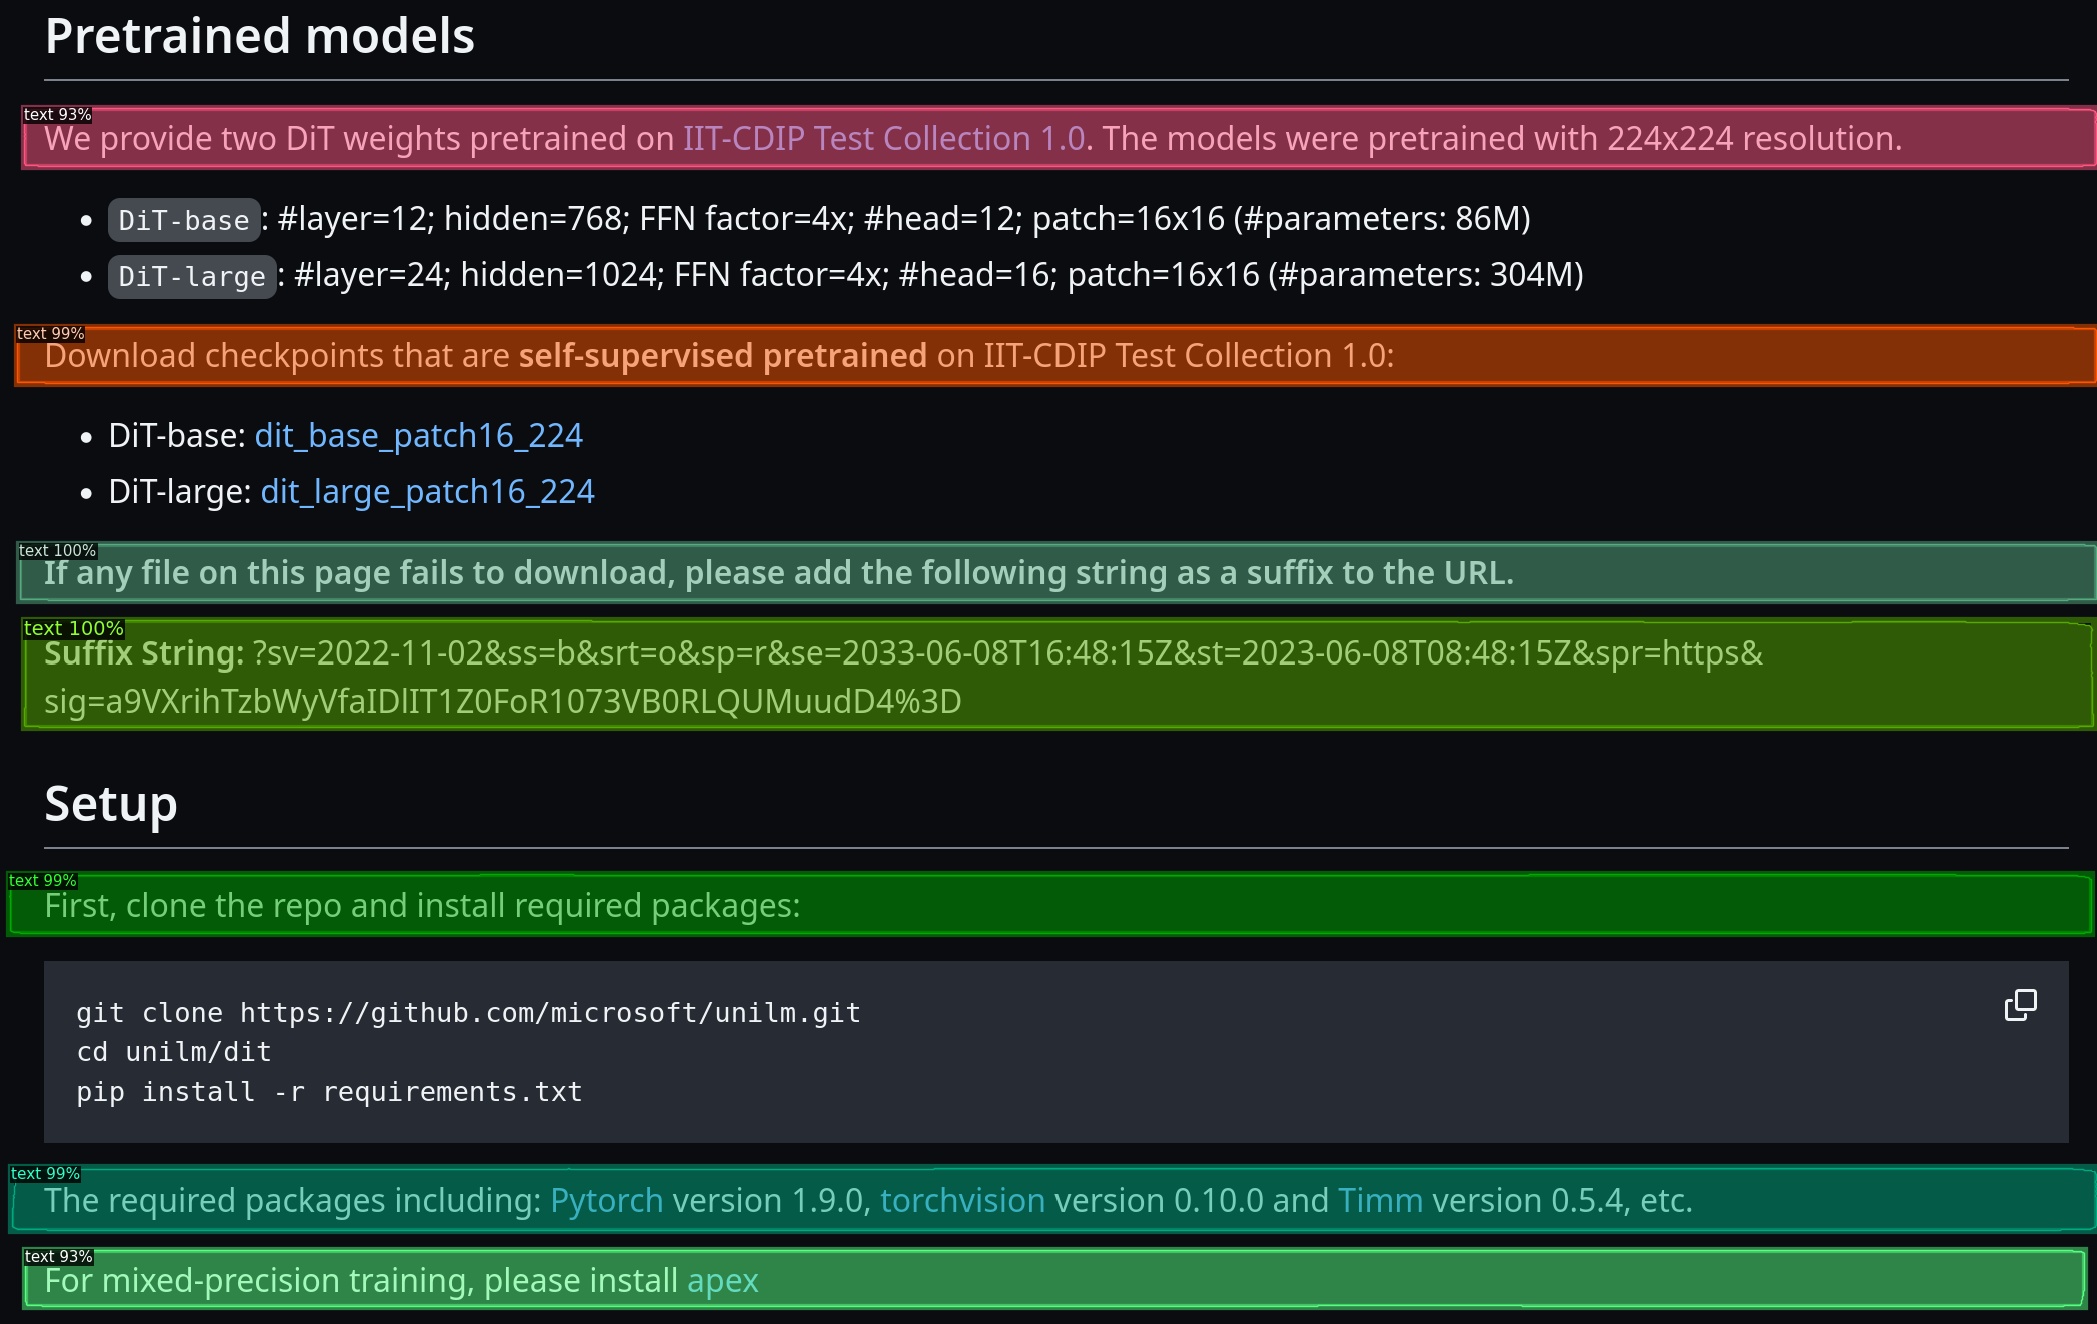 Pretrained models
text 93%
We provide two DiT weights pretrained on IIT-CDIP Test Collection 1.0. The models were pretrained with 224x224 resolution.
• DiT-base: #layer=12; hidden=768; FFN factor=4x; #head=12; patch=16x16 (#parameters: 86M)
• DiT-large: #layer=24; hidden=1024; FFN factor=4x; #head=16; patch=16x16 (#parameters: 304M)
text 99%
Download checkpoints that are self-supervised pretrained on IIT-CDIP Test Collection 1.0:
• DiT-base: dit_base_patch16_224
• DiT-large: dit_large_patch16_224
text 100%
If any file on this page fails to download, please add the following string as a suffix to the URL.
text 100%
Suffix String: ?sv=2022-11-02&ss=b&srt=o&sp=r&se=2033-06-08T16:48:15Z&st=2023-06-08T08:48:15Z&spr=https&
sig=a9VXrihTzbWyVfaIDlIT1Z0FoR1073VB0RLQUMuudD4%3D
Setup
text 99%
First, clone the repo and install required packages:
git clone https://github.com/microsoft/unilm.git
cd unilm/dit
pip install -r requirements.txt
text 99%
The required packages including: Pytorch version 1.9.0, torchvision version 0.10.0 and Timm version 0.5.4, etc.
text 93%
For mixed-precision training, please install apex